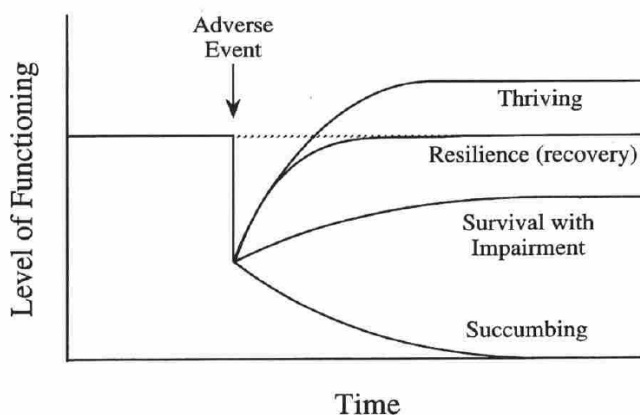 Adverse
Event
Level of Functioning
Thriving
Resilience (recovery)
Survival with
Impairment
Succumbing
Time